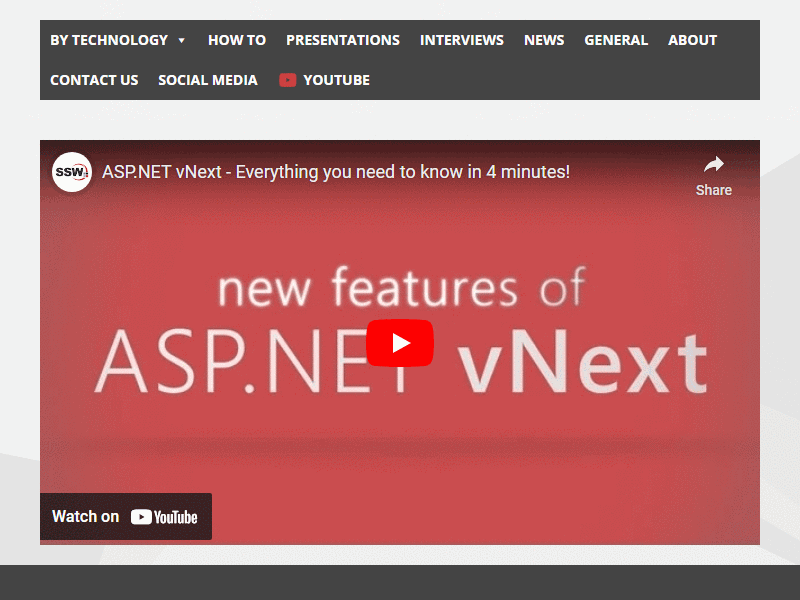 BY TECHNOLOGY HOW TO PRESENTATIONS INTERVIEWS NEWS GENERAL ABOUT
CONTACT US SOCIAL MEDIA YOUTUBE
SSW
ASP.NET vNext - Everything you need to know in 4 minutes!
Share
new features of
ASP.NET vNext
Watch on YouTube